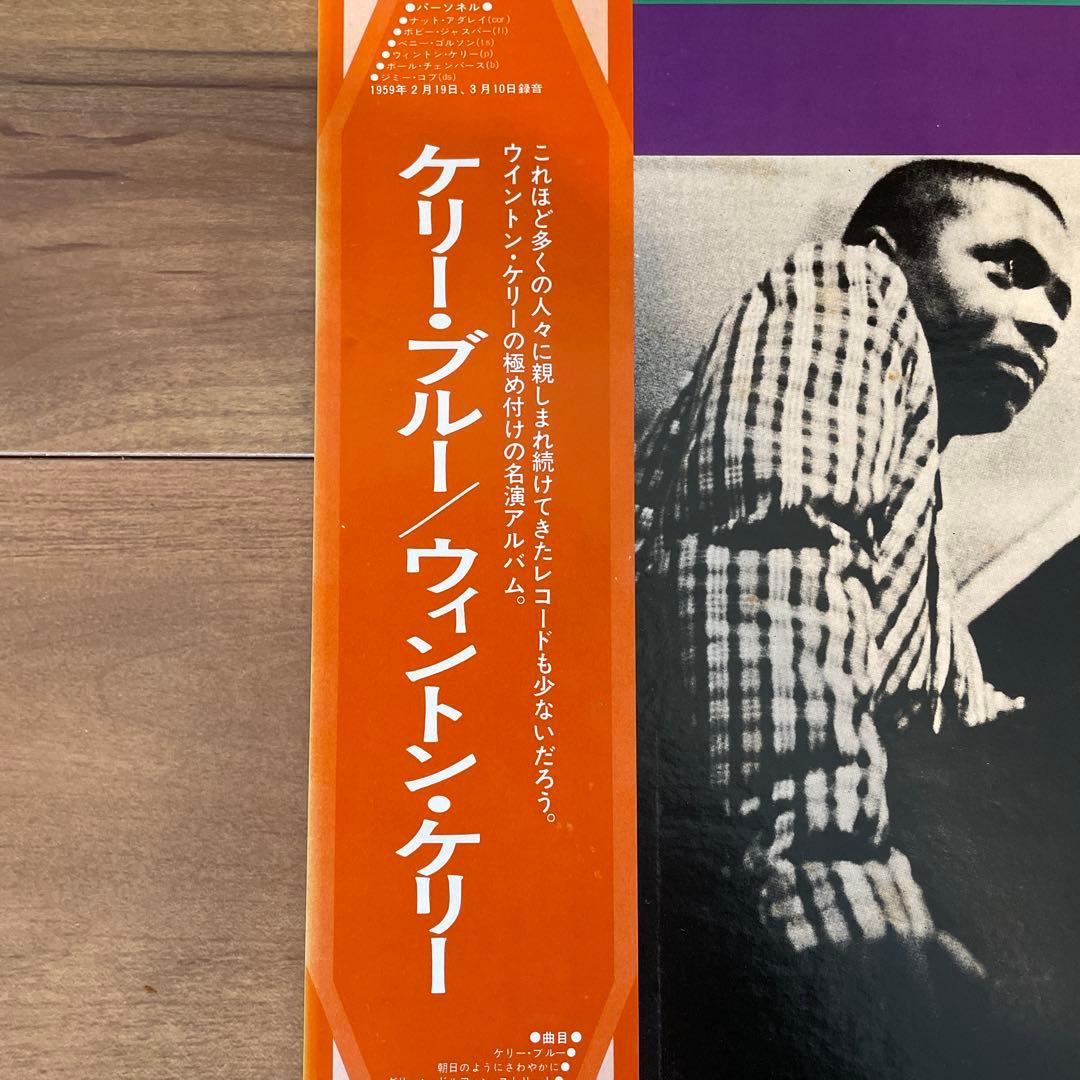 ●パーソネル●
●ナット・アダレイ(cor)
●ボビー・ジャスパー(fl)
●ベニー・ゴルソン(ts)
●ウィントン・ケリー(p)
●ポール・チェンバース(b)
●ジミー・コブ(ds)
1959年2月19日、3月10日録音
これほど多くの人々に親しまれ続けてきたレコードも少ないだろう。
ウイントン・ケリーの極め付けの名演アルバム。
ケリー・ブルー/ウィントン・ケリー
●曲目●
ケリー・ブルー●
朝日のようにさわやかに●